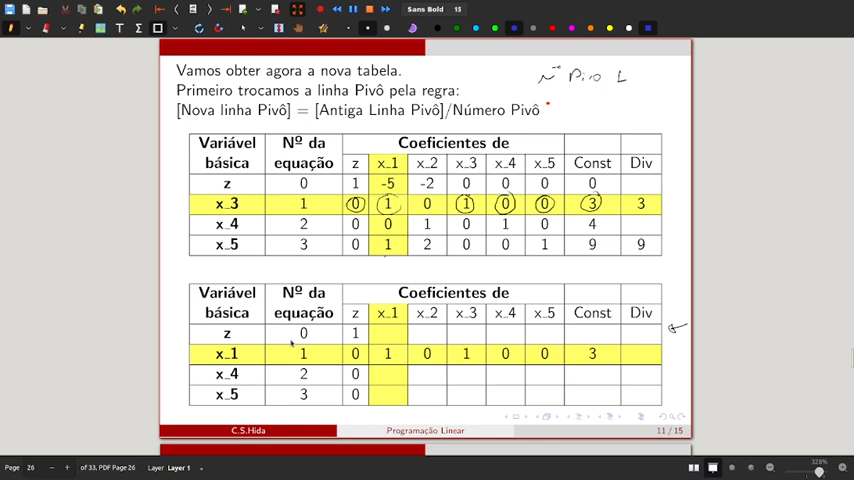 Sans Bold 15
Vamos obter agora a nova tabela.
nº Pivo 1
Primeiro trocamos a linha Pivô pela regra:
[Nova linha Pivô] = [Antiga Linha Pivô]/Número Pivô
Variável básica Nº da equação Coeficientes de
z x_1 x_2 x_3 x_4 x_5 Const Div
z 0 1 -5 -2 0 0 0 0
x_3 1 0 1 0 1 0 0 3 3
x_4 2 0 0 1 0 1 0 4
x_5 3 0 1 2 0 0 1 9 9
Variável básica Nº da equação Coeficientes de
z x_1 x_2 x_3 x_4 x_5 Const Div
z 0 1
x_1 1 0 1 0 1 0 0 3
x_4 2 0
x_5 3 0
C.S.Hida Programação Linear 11 / 15
Page 26 of 33, PDF Page 26 Layer Layer 1 328%